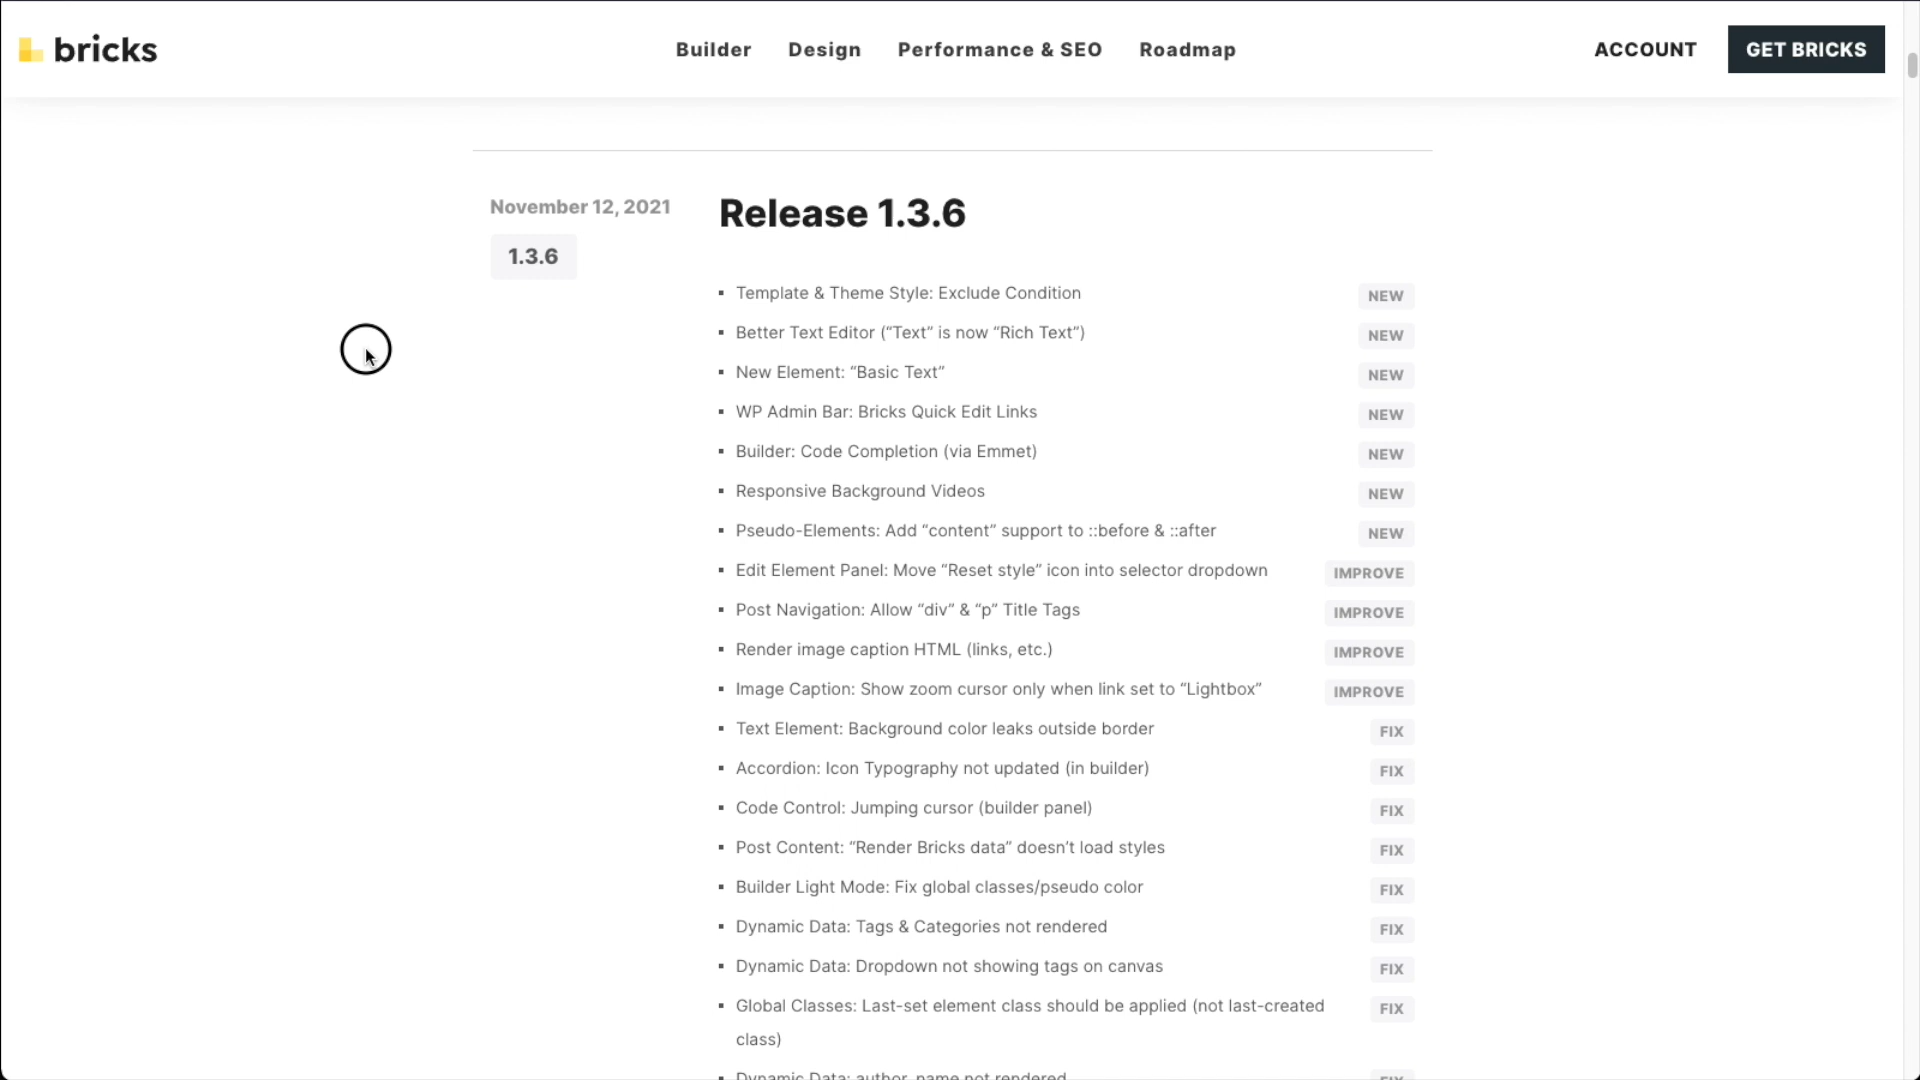 bricks
Builder Design Performance & SEO Roadmap
ACCOUNT GET BRICKS
November 12, 2021
1.3.6
Release 1.3.6
Template & Theme Style: Exclude Condition NEW
Better Text Editor (“Text” is now “Rich Text”) NEW
New Element: “Basic Text” NEW
WP Admin Bar: Bricks Quick Edit Links NEW
Builder: Code Completion (via Emmet) NEW
Responsive Background Videos NEW
Pseudo-Elements: Add “content” support to ::before & ::after NEW
Edit Element Panel: Move “Reset style” icon into selector dropdown IMPROVE
Post Navigation: Allow “div” & “p” Title Tags IMPROVE
Render image caption HTML (links, etc.) IMPROVE
Image Caption: Show zoom cursor only when link set to “Lightbox” IMPROVE
Text Element: Background color leaks outside border FIX
Accordion: Icon Typography not updated (in builder) FIX
Code Control: Jumping cursor (builder panel) FIX
Post Content: “Render Bricks data” doesn’t load styles FIX
Builder Light Mode: Fix global classes/pseudo color FIX
Dynamic Data: Tags & Categories not rendered FIX
Dynamic Data: Dropdown not showing tags on canvas FIX
Global Classes: Last-set element class should be applied (not last-created FIX
class)
Dynamic Data: author_name not rendered FIX